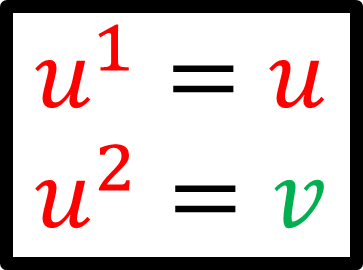 u¹ = u
u² = v